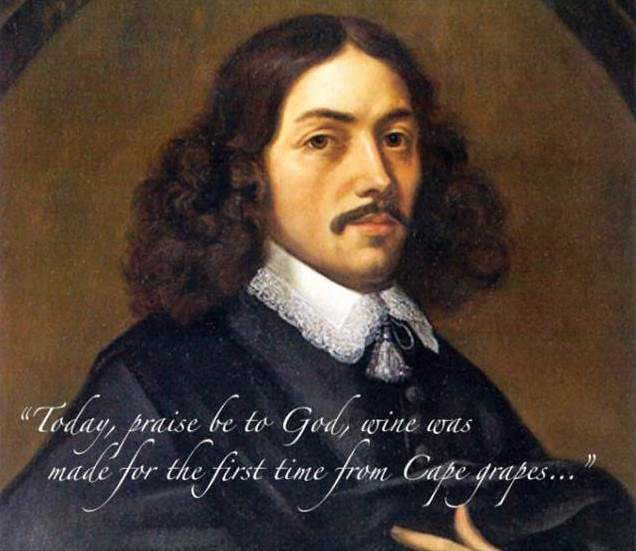 “Today, praise be to God, wine was
made for the first time from Cape grapes...”